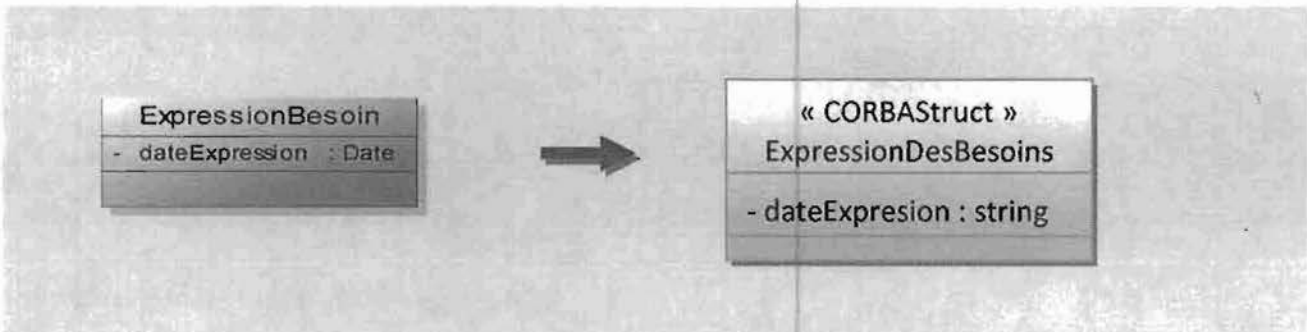 ExpressionBesoin
- dateExpression : Date
« CORBAStruct »
ExpressionDesBesoins
- dateExpresion : string